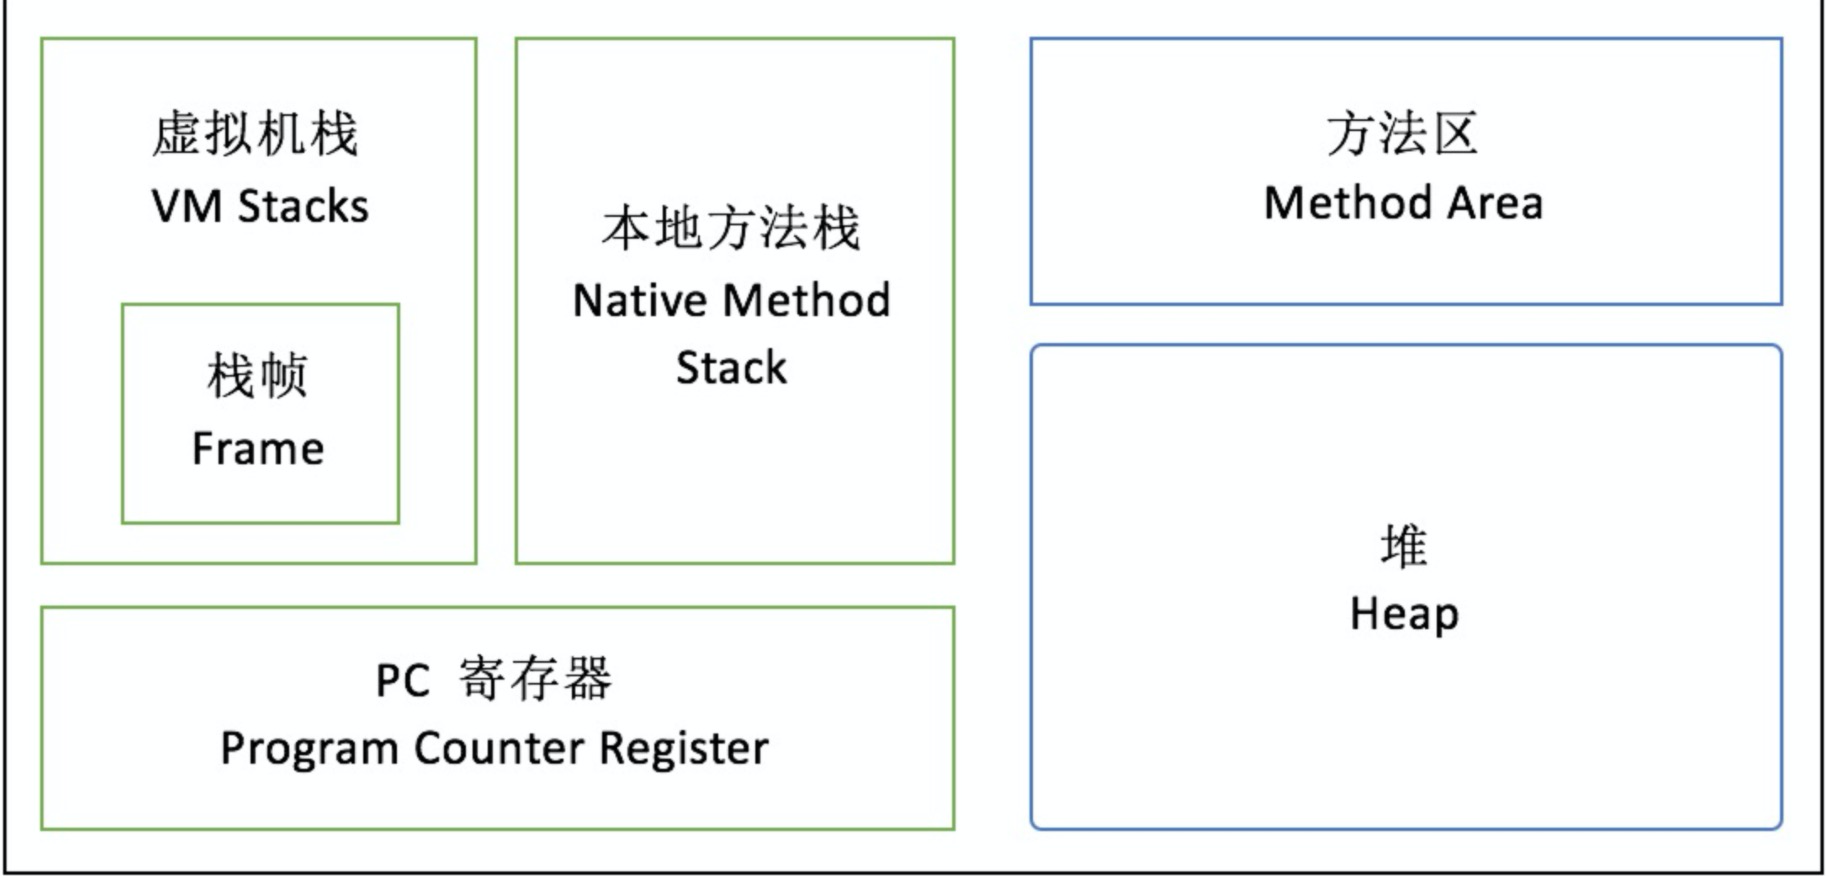 虚拟机栈
VM Stacks
栈帧
Frame
本地方法栈
Native Method
Stack
PC 寄存器
Program Counter Register
方法区
Method Area
堆
Heap